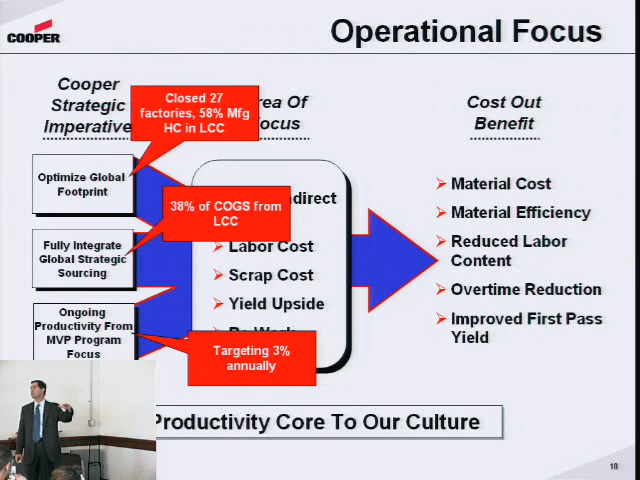 COOPER
Operational Focus
Cooper
Strategic
Imperative
Closed 27
factories, 58% Mfg
HC in LCC
rea Of
ocus
Cost Out
Benefit
Optimize Global
Footprint
Fully Integrate
Global Strategic
Sourcing
Ongoing
Productivity From
MVP Program
Focus
38% of COGS from
LCC
ndirect
Labor Cost
Scrap Cost
Yield Upside
Targeting 3%
annually
Material Cost
Material Efficiency
Reduced Labor
Content
Overtime Reduction
Improved First Pass
Yield
Productivity Core To Our Culture
18